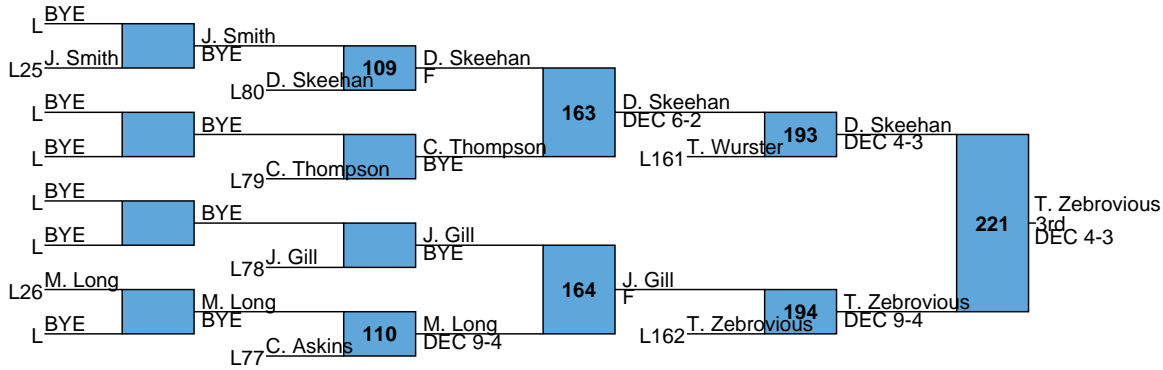 L BYE
J. Smith
BYE
L25 J. Smith
109
D. Skeehan
F
L80 D. Skeehan
163
D. Skeehan
DEC 6-2
L BYE
BYE
L BYE
C. Thompson
BYE
L79 C. Thompson
193
D. Skeehan
DEC 4-3
L161 T. Wurster
221
T. Zebrovious
3rd
DEC 4-3
L BYE
BYE
L BYE
J. Gill
BYE
L78 J. Gill
164
J. Gill
F
L26 M. Long
M. Long
BYE
L BYE
110
M. Long
DEC 9-4
L77 C. Askins
194
T. Zebrovious
DEC 9-4
L162 T. Zebrovious